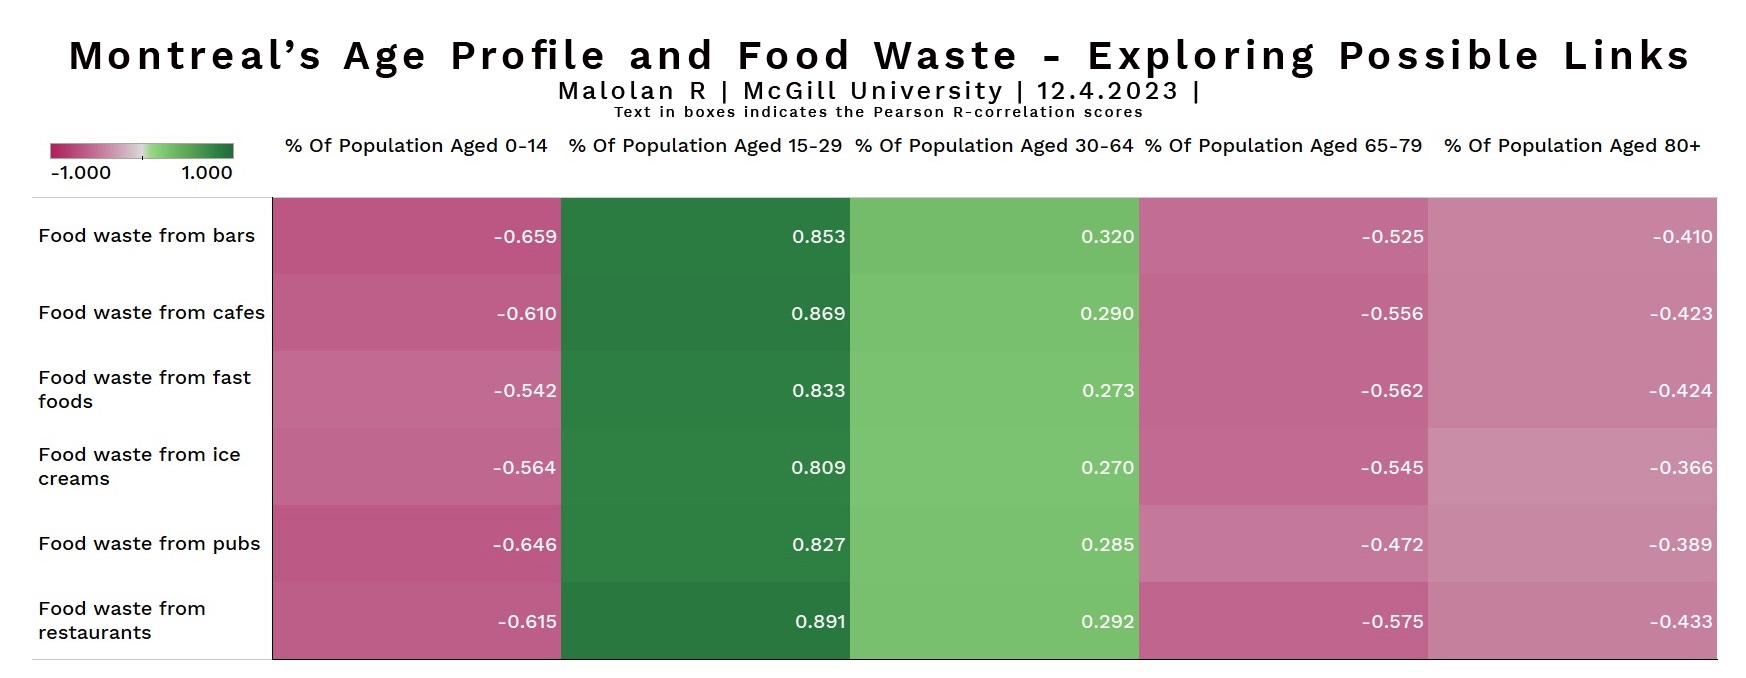 Montreal’s Age Profile and Food Waste - Exploring Possible Links
Malolan R | McGill University | 12.4.2023 |
Text in boxes indicates the Pearson R-correlation scores
% Of Population Aged 0-14 % Of Population Aged 15-29 % Of Population Aged 30-64 % Of Population Aged 65-79 % Of Population Aged 80+
-1.000 1.000
Food waste from bars -0.659 0.853 0.320 -0.525 -0.410
Food waste from cafes -0.610 0.869 0.290 -0.556 -0.423
Food waste from fast
foods -0.542 0.833 0.273 -0.562 -0.424
Food waste from ice
creams -0.564 0.809 0.270 -0.545 -0.366
Food waste from pubs -0.646 0.827 0.285 -0.472 -0.389
Food waste from
restaurants -0.615 0.891 0.292 -0.575 -0.433